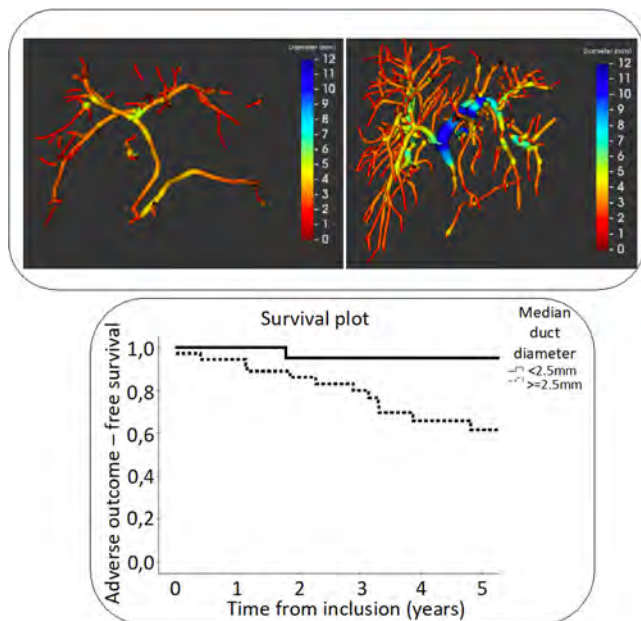 Diameter (mm)
12
11
10
9
8
7
6
5
4
3
2
1
0
Diameter (mm)
12
11
10
9
8
7
6
5
4
3
2
1
0
Survival plot
Median
duct
diameter
<2.5mm
>=2.5mm
Adverse outcome – free survival
1,0
0,8
0,6
0,4
0,2
0,0
0 1 2 3 4 5
Time from inclusion (years)